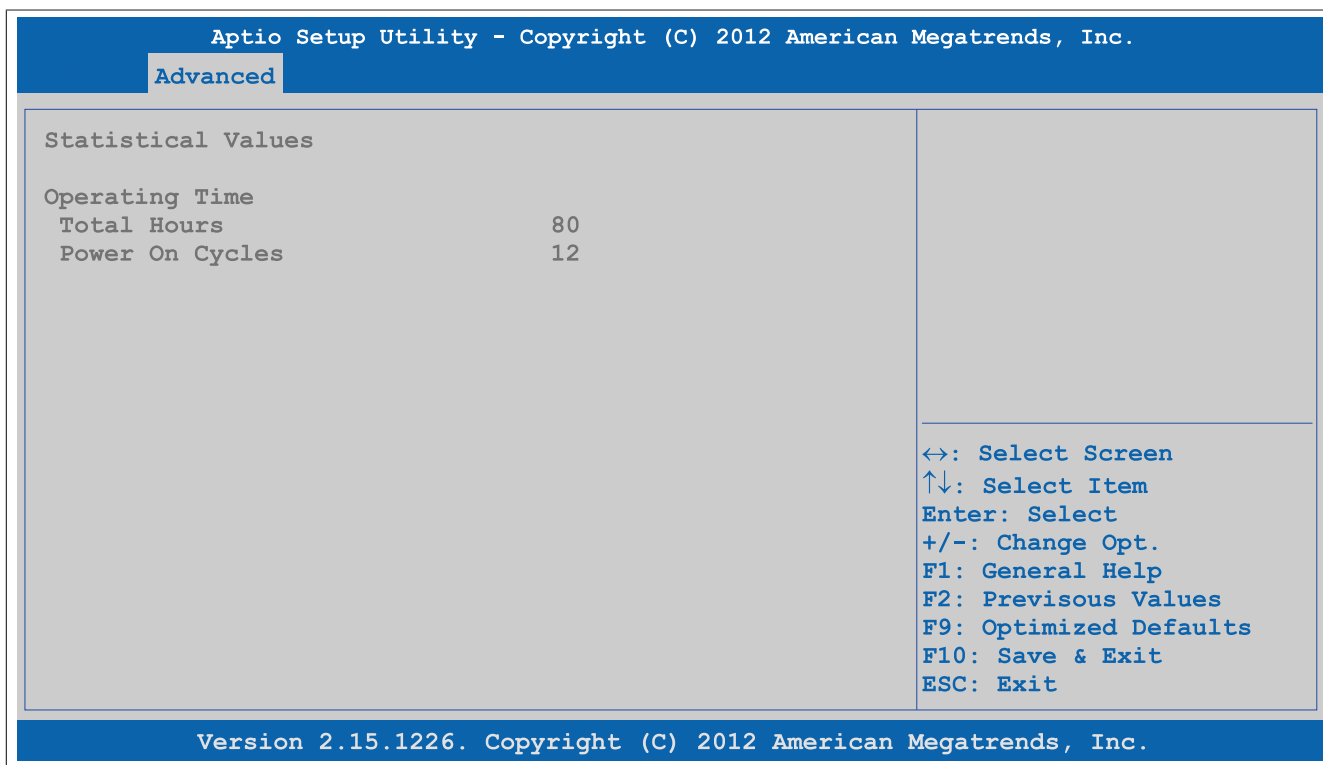 Aptio Setup Utility - Copyright (C) 2012 American Megatrends, Inc.
Advanced
Statistical Values
Operating Time
Total Hours 80
Power On Cycles 12
↔: Select Screen
↑↓: Select Item
Enter: Select
+/-: Change Opt.
F1: General Help
F2: Previsous Values
F9: Optimized Defaults
F10: Save & Exit
ESC: Exit
Version 2.15.1226. Copyright (C) 2012 American Megatrends, Inc.